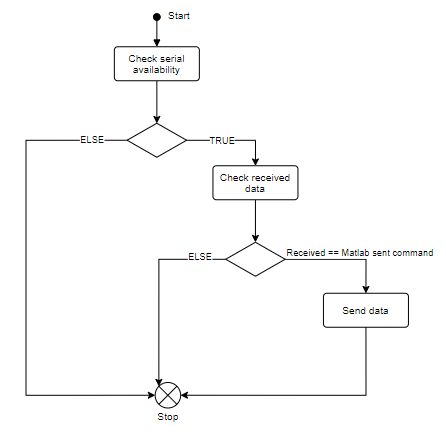 Start
Check serial
availability
ELSE
TRUE
Check received
data
ELSE
Received == Matlab sent command
Send data
Stop